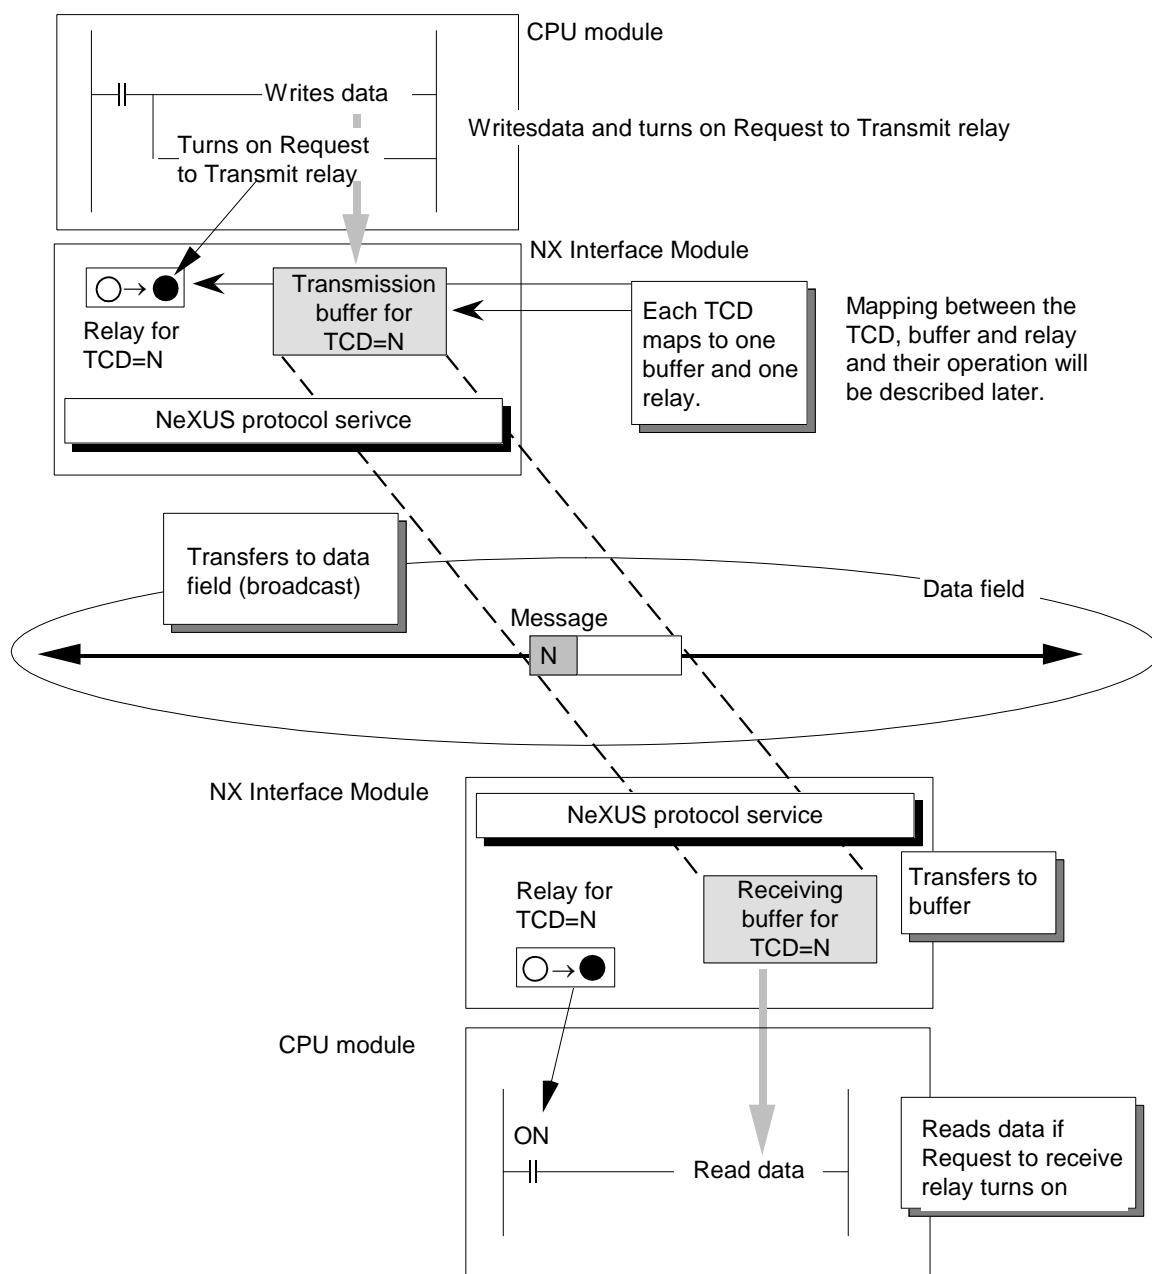 CPU module
Writes data
Writesdata and turns on Request to Transmit relay
Turns on Request
to Transmit relay
NX Interface Module
○→●
Transmission
buffer for
TCD=N
Relay for
TCD=N
Each TCD
maps to one
buffer and one
relay.
Mapping between the
TCD, buffer and relay
and their operation will
be described later.
NeXUS protocol serivce
Transfers to data
field (broadcast)
Data field
Message
N
NX Interface Module
NeXUS protocol service
Relay for
TCD=N
○→●
Receiving
buffer for
TCD=N
Transfers to
buffer
CPU module
ON
Read data
Reads data if
Request to receive
relay turns on